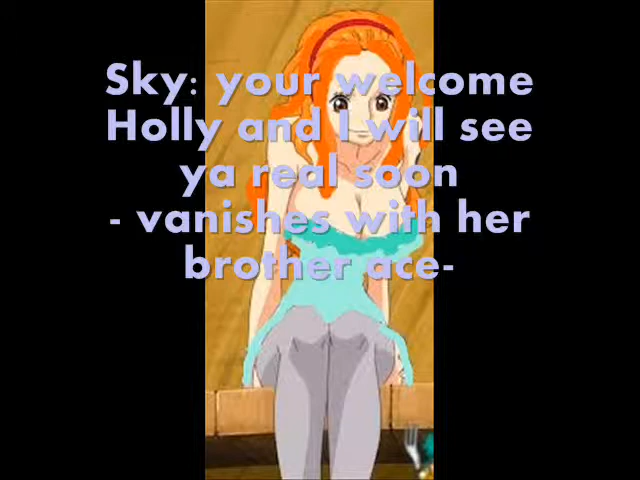 Sky: your welcome
Holly and I will see
ya real soon
- vanishes with her
brother ace-